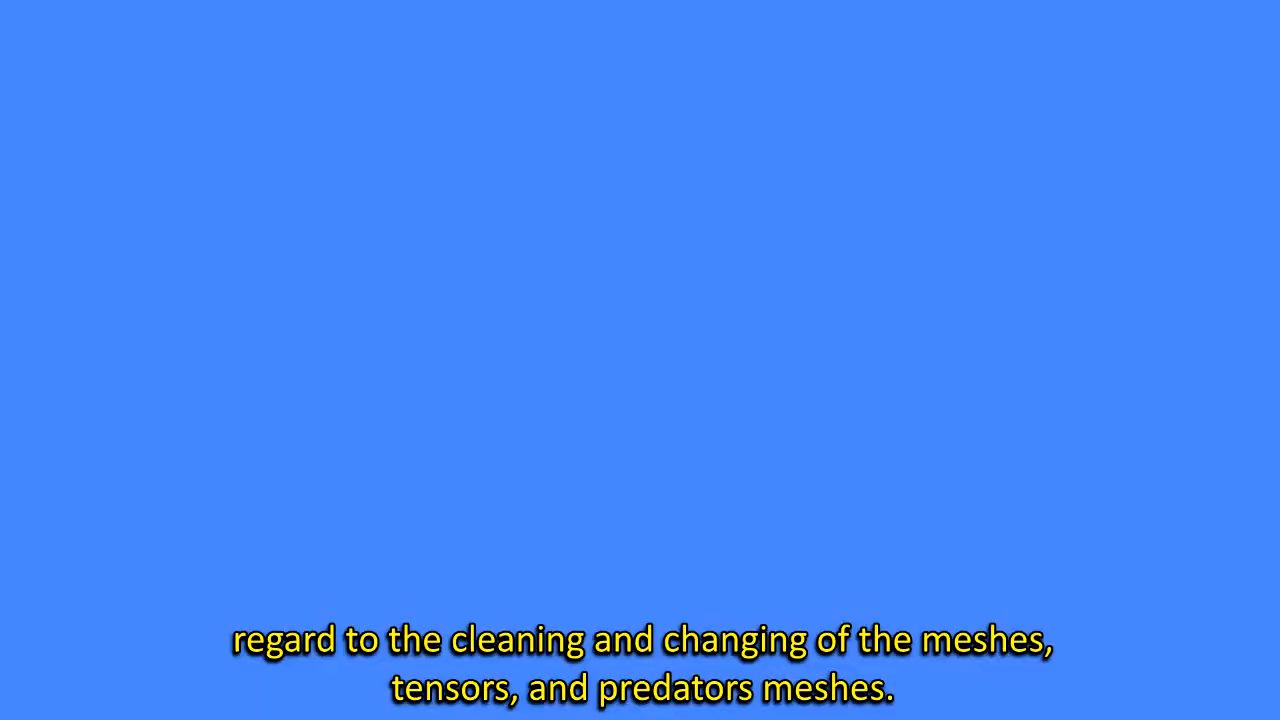 regard to the cleaning and changing of the meshes,
tensors, and predators meshes.